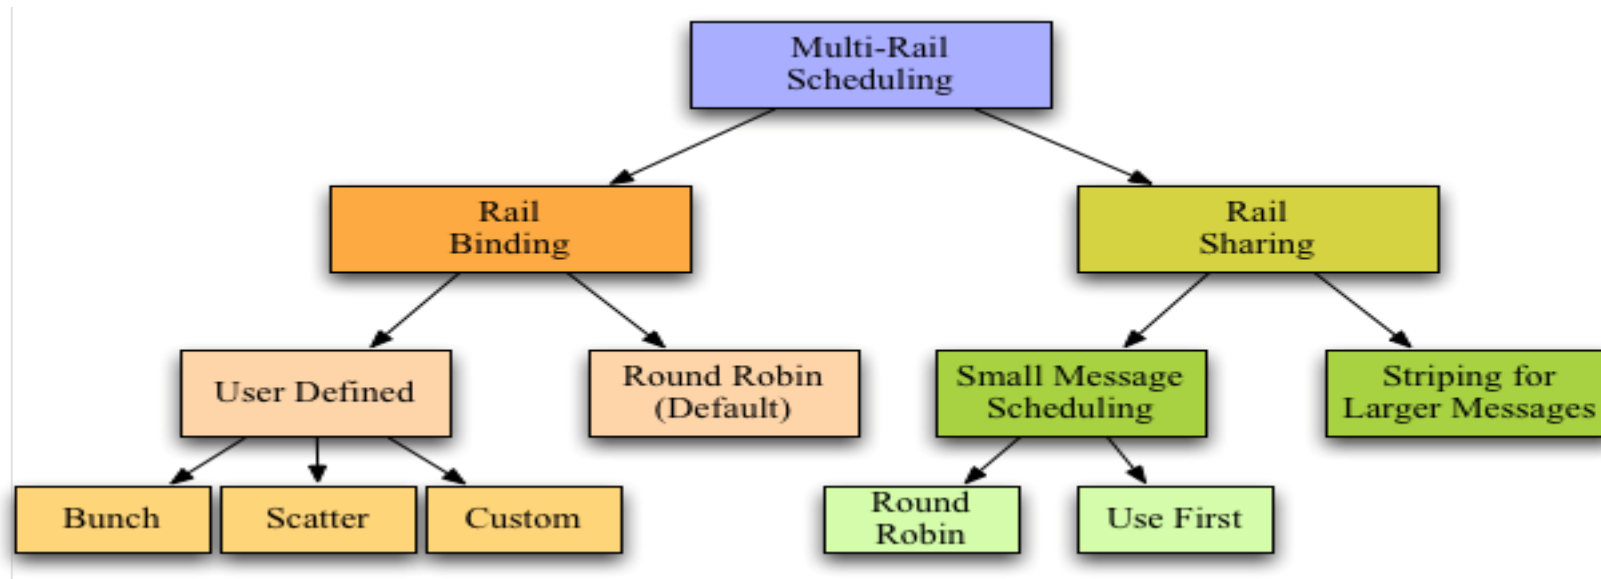 Multi-Rail
Scheduling
Rail
Binding
Rail
Sharing
User Defined
Round Robin
(Default)
Small Message
Scheduling
Striping for
Larger Messages
Bunch
Scatter
Custom
Round
Robin
Use First